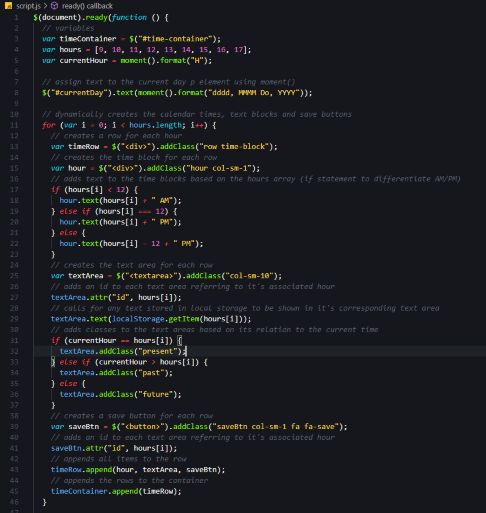 JS script.js > ready() callback
1 $(document).ready(function () {
2   // variables
3   var timeContainer = $("#time-container");
4   var hours = [9, 10, 11, 12, 13, 14, 15, 16, 17];
5   var currentHour = moment().format("H");
6
7   // assign text to the current day p element using moment()
8   $("#currentDay").text(moment().format("dddd, MMMM Do, YYYY"));
9
10   // dynamically creates the calendar times, text blocks and save buttons
11   for (var i = 0; i < hours.length; i++) {
12     // creates a row for each hour
13     var timeRow = $("<div>").addClass("row time-block");
14     // creates the time block for each row
15     var hour = $("<div>").addClass("hour col-sm-1");
16     // adds text to the time blocks based on the hours array (if statement to differentiate AM/PM)
17     if (hours[i] < 12) {
18       hour.text(hours[i] + " AM");
19     } else if (hours[i] === 12) {
20       hour.text(hours[i] + " PM");
21     } else {
22       hour.text(hours[i] - 12 + " PM");
23     }
24     // creates the text area for each row
25     var textArea = $("<textarea>").addClass("col-sm-10");
26     // adds an id to each text area referring to it's associated hour
27     textArea.attr("id", hours[i]);
28     // calls for any text stored in local storage to be shown in it's corresponding text area
29     textArea.text(localStorage.getItem(hours[i]));
30     // adds classes to the text areas based on its relation to the current time
31     if (currentHour == hours[i]) {
32       textArea.addClass("present");
33     } else if (currentHour > hours[i]) {
34       textArea.addClass("past");
35     } else {
36       textArea.addClass("future");
37     }
38     // creates a save button for each row
39     var saveBtn = $("<button>").addClass("saveBtn col-sm-1 fa fa-save");
40     // adds an id to each text area referring to it's associated hour
41     saveBtn.attr("id", hours[i]);
42     // appends all items to the row
43     timeRow.append(hour, textArea, saveBtn);
44     // appends the rows to the container
45     timeContainer.append(timeRow);
46   }